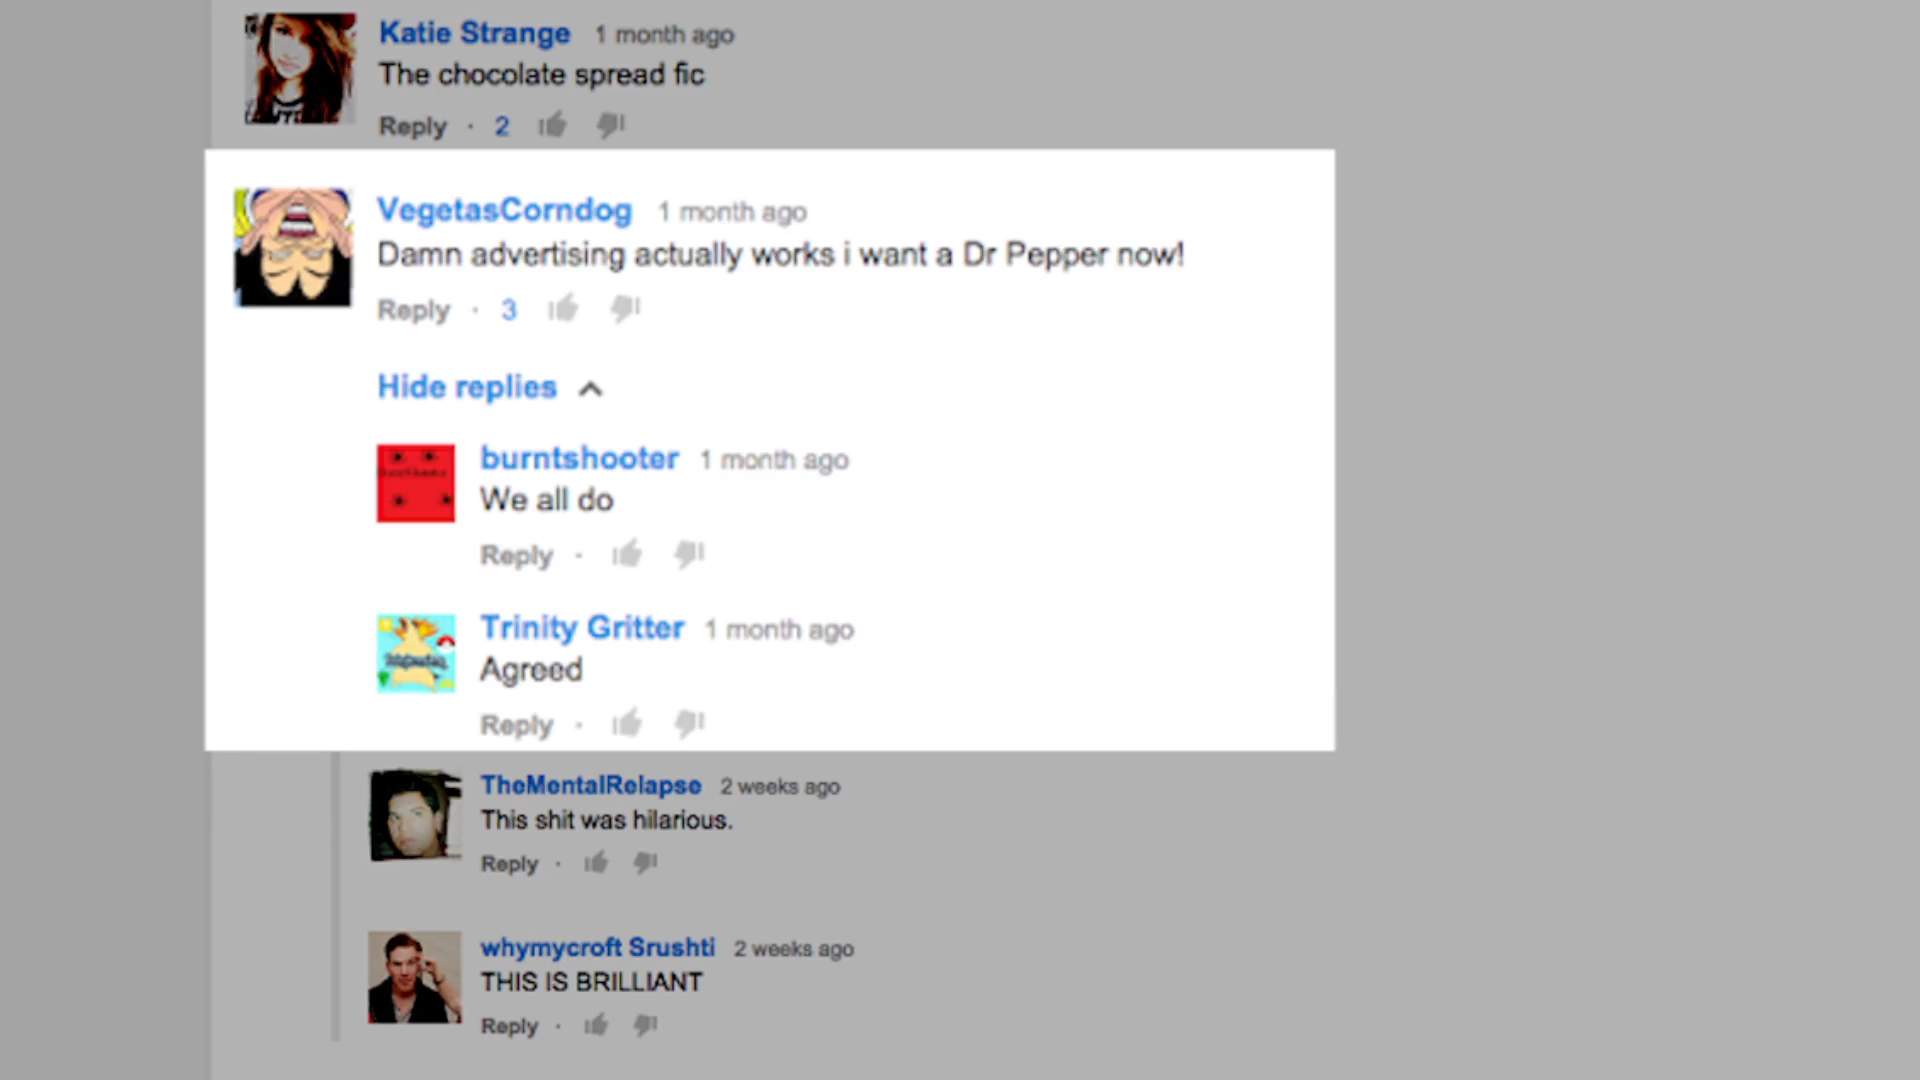 Katie Strange 1 month ago
The chocolate spread fic
Reply · 2
VegetasCorndog 1 month ago
Damn advertising actually works i want a Dr Pepper now!
Reply · 3
Hide replies
burntshooter 1 month ago
We all do
Reply ·
Trinity Gritter 1 month ago
Agreed
Reply ·
TheMentalRelapse 2 weeks ago
This shit was hilarious.
Reply ·
whymycroft Srushti 2 weeks ago
THIS IS BRILLIANT
Reply ·